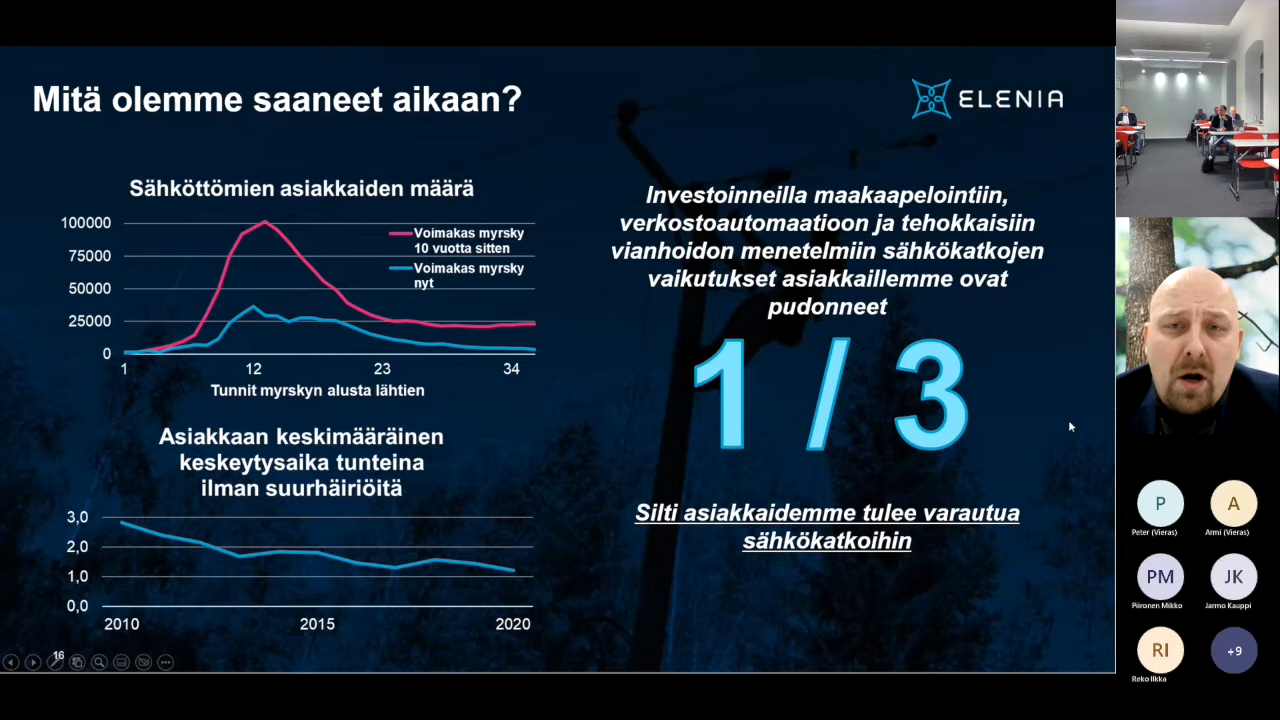 Mitä olemme saaneet aikaan?
ELENIA
Sähköttömien asiakkaiden määrä
100000
75000
50000
25000
0
Voimakas myrsky
10 vuotta sitten
Voimakas myrsky
nyt
1 12 23 34
Tunnit myrskyn alusta lähtien
Asiakkaan keskimääräinen
keskeytysaika tunteina
ilman suurhäiriöitä
3,0
2,0
1,0
0,0
2010 2015 2020
16
Investoinneilla maakaapelointiin,
verkostoautomaatioon ja tehokkaisiin
vianhoidon menetelmiin sähkökatkojen
vaikutukset asiakkaillemme ovat
pudonneet
1 / 3
Silti asiakkaidemme tulee varautua
sähkökatkoihin
P A
Peter (Vieras) Armi (Vieras)
PM JK
Piironen Mikko Jarmo Kauppi
RI +9
Reko Ilkka